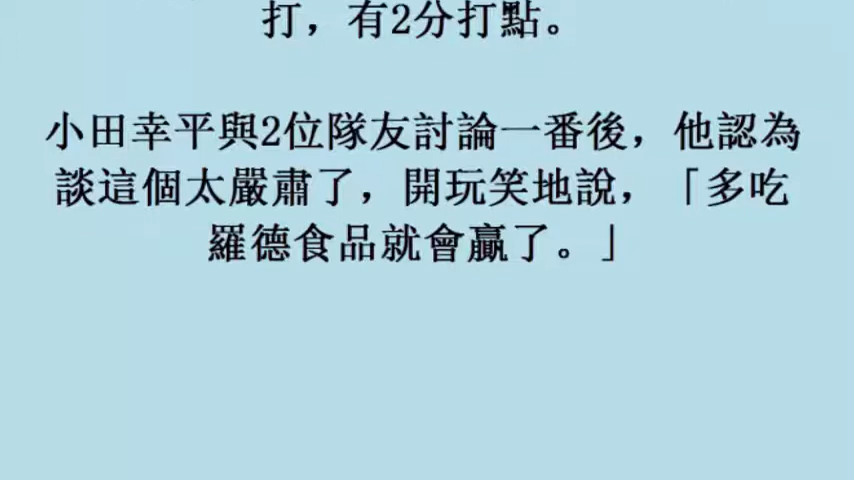 打，有2分打點。
小田幸平與2位隊友討論一番後，他認為
談這個太嚴肅了，開玩笑地說，「多吃
羅德食品就會贏了。」